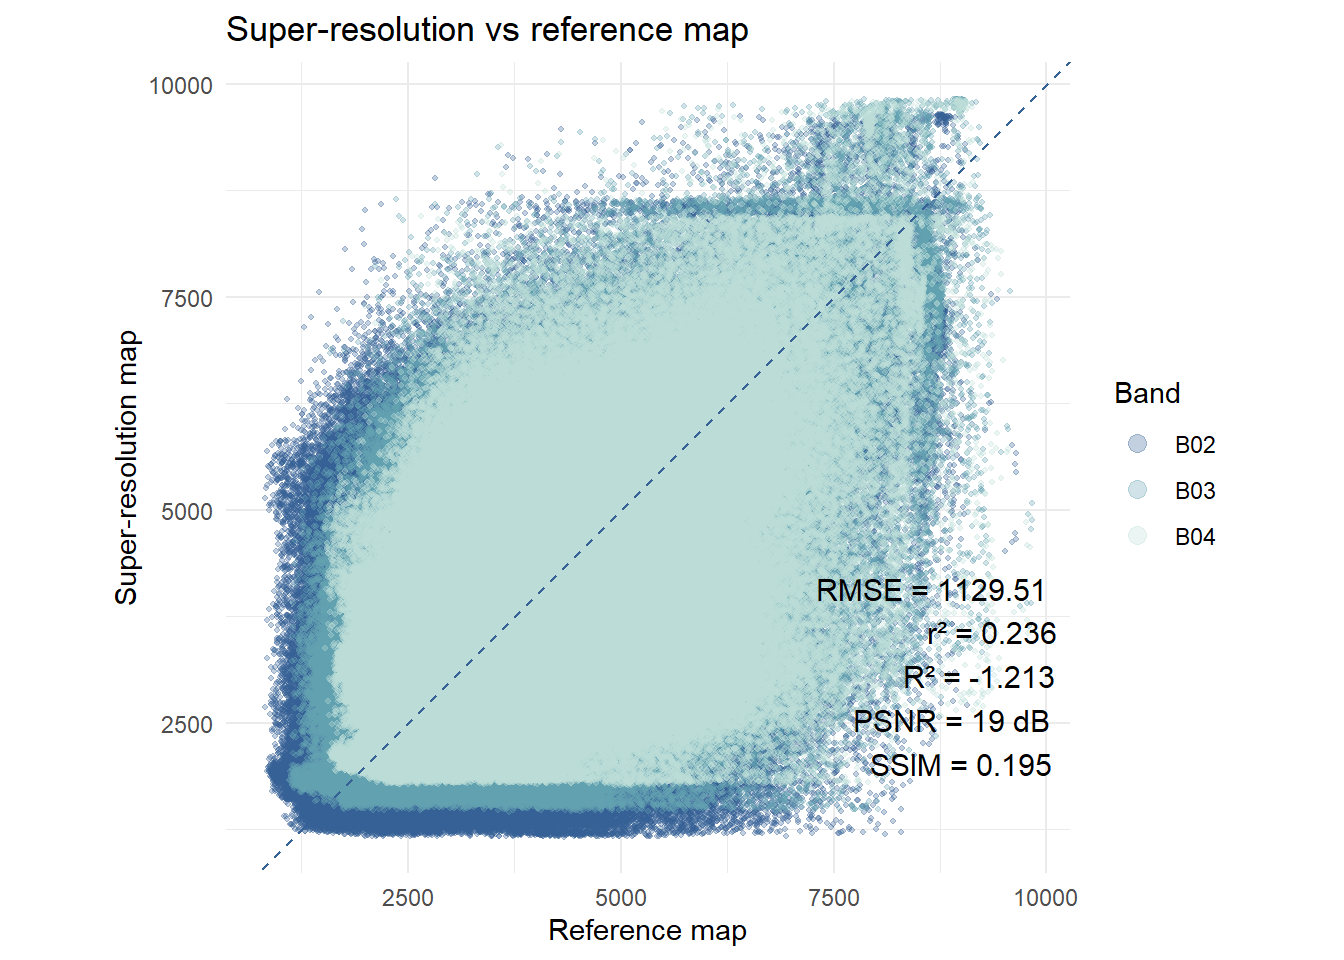 Super-resolution vs reference map
Super-resolution map
10000
7500
5000
2500
2500 5000 7500 10000
Reference map
RMSE = 1129.51
r² = 0.236
R² = -1.213
PSNR = 19 dB
SSIM = 0.195
Band
B02
B03
B04